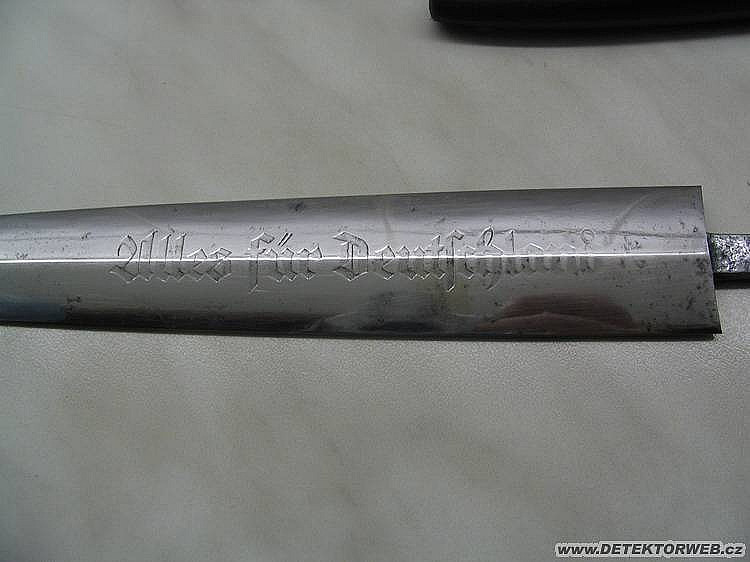 Alles für Deutschland
www.DETEKTORWEB.cz